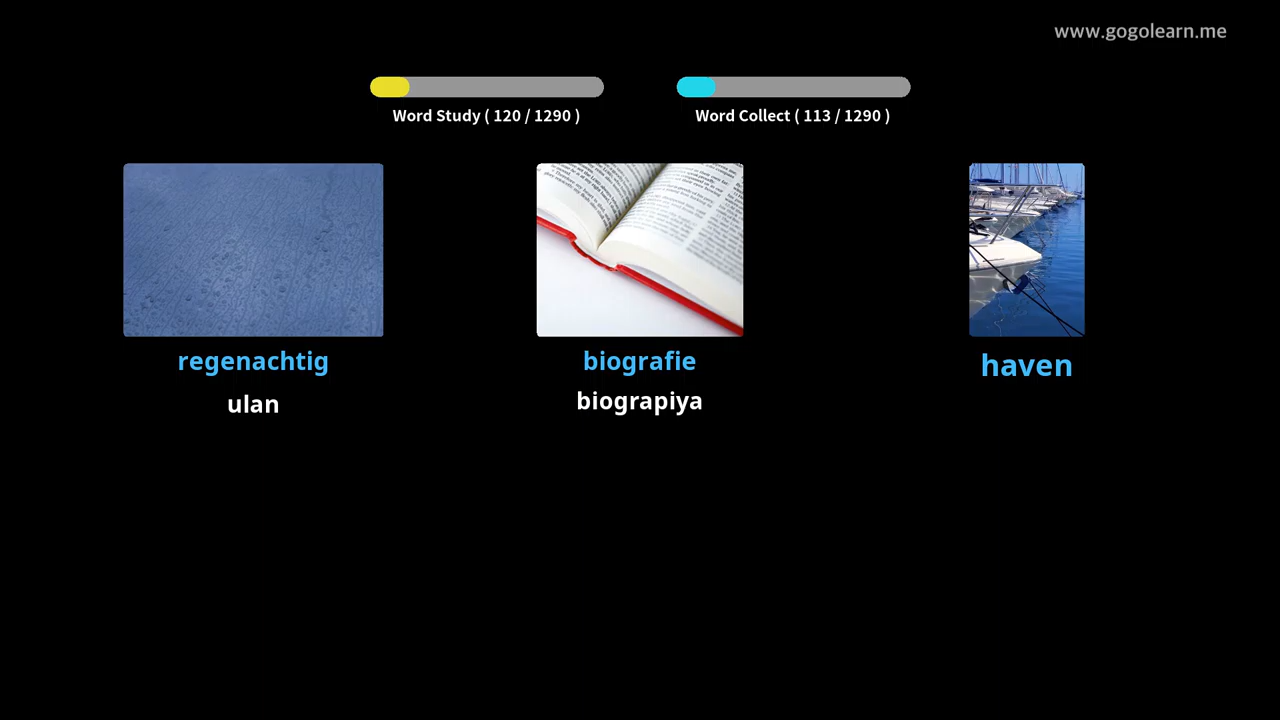 www.gogolearn.me
Word Study ( 120 / 1290 )
Word Collect ( 113 / 1290 )
regenachtig
biografie
haven
ulan
biograpiya